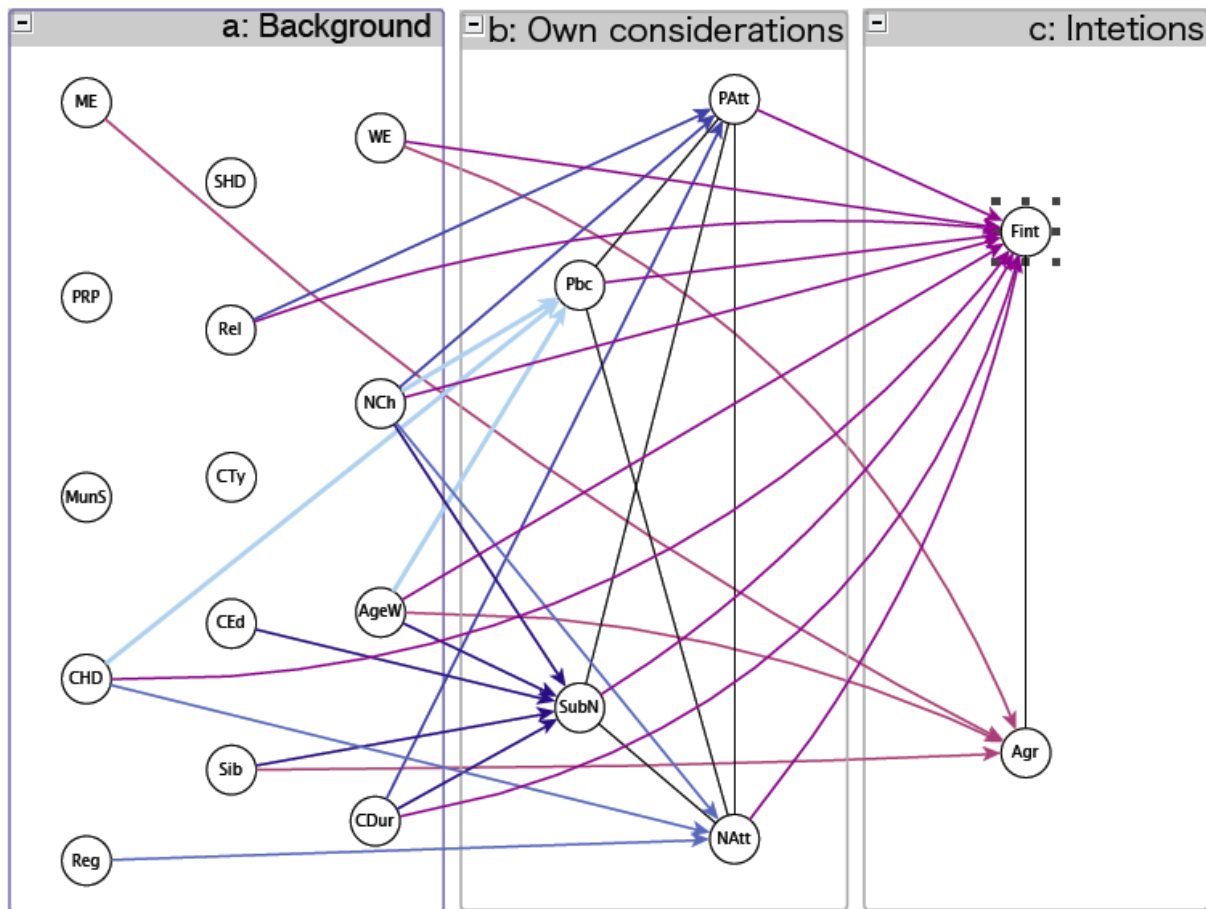 a: Background
b: Own considerations
c: Intetions
ME
WE
PAtt
SHD
Fint
PRP
Pbc
Rel
NCh
MunS
CTy
CEd
AgeW
CHD
SubN
Sib
Agr
CDur
NAtt
Reg